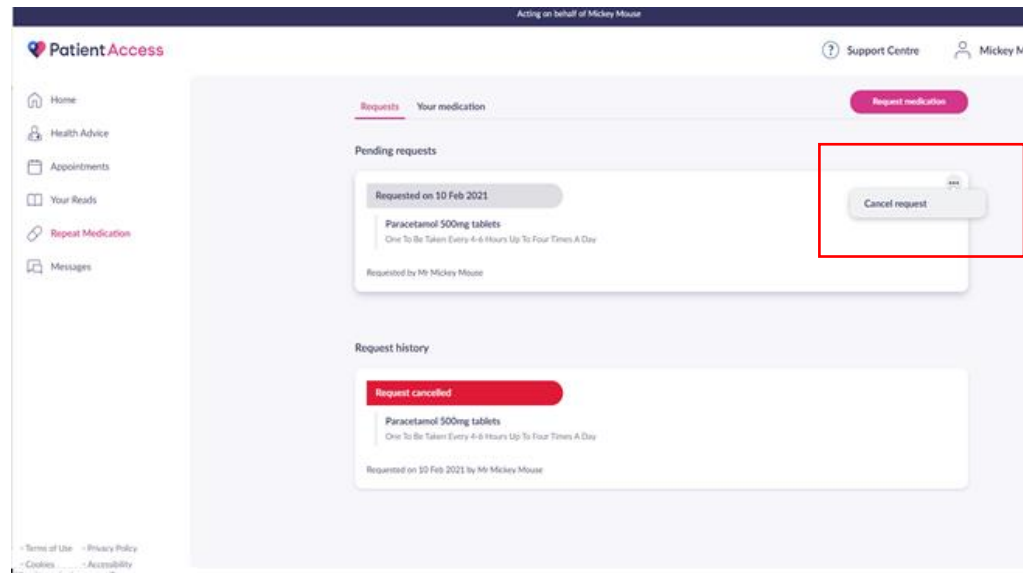 Acting on behalf of Mickey Mouse
Patient Access
Support Centre
Mickey M
Home
Health Advice
Appointments
Your Reads
Repeat Medication
Messages
Requests Your medication
Request medication
Pending requests
Requested on 10 Feb 2021
Cancel request
Paracetamol 500mg tablets
One To Be Taken Every 4-6 Hours Up To Four Times A Day
Requested by Mr Mickey Mouse
Request history
Request cancelled
Paracetamol 500mg tablets
One To Be Taken Every 4-6 Hours Up To Four Times A Day
Requested on 10 Feb 2021 by Mr Mickey Mouse
- Terms of Use - Privacy Policy
- Cookies - Accessibility